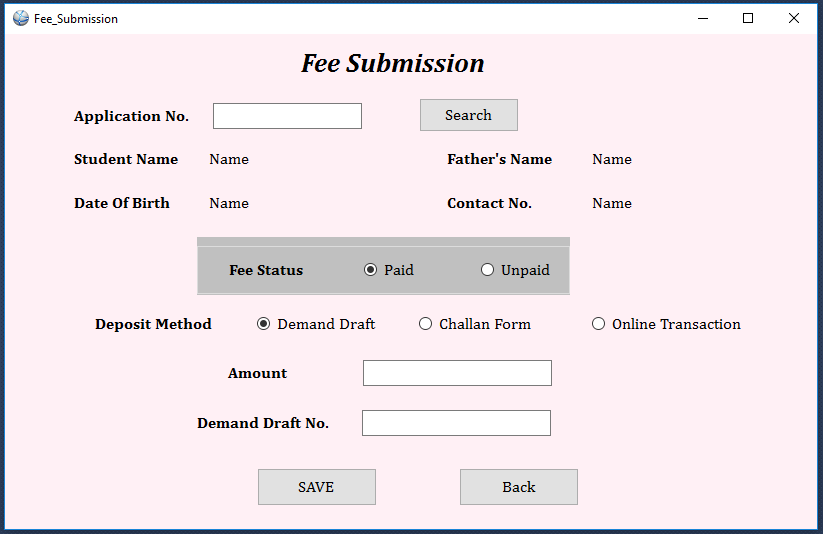 Fee_Submission
Fee Submission
Application No. Search
Student Name Name Father's Name Name
Date Of Birth Name Contact No. Name
Fee Status Paid Unpaid
Deposit Method Demand Draft Challan Form Online Transaction
Amount
Demand Draft No.
SAVE Back